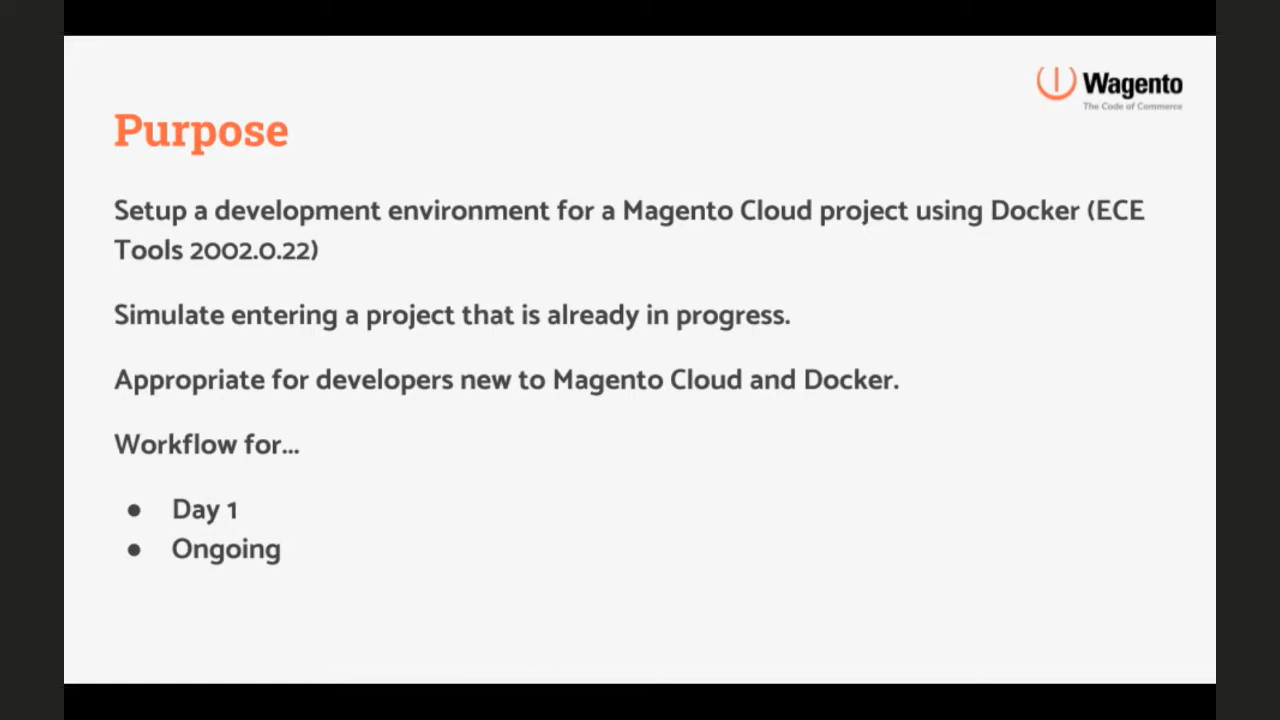 Wagento
The Code of Commerce
Purpose
Setup a development environment for a Magento Cloud project using Docker (ECE
Tools 2002.0.22)
Simulate entering a project that is already in progress.
Appropriate for developers new to Magento Cloud and Docker.
Workflow for...
● Day 1
● Ongoing